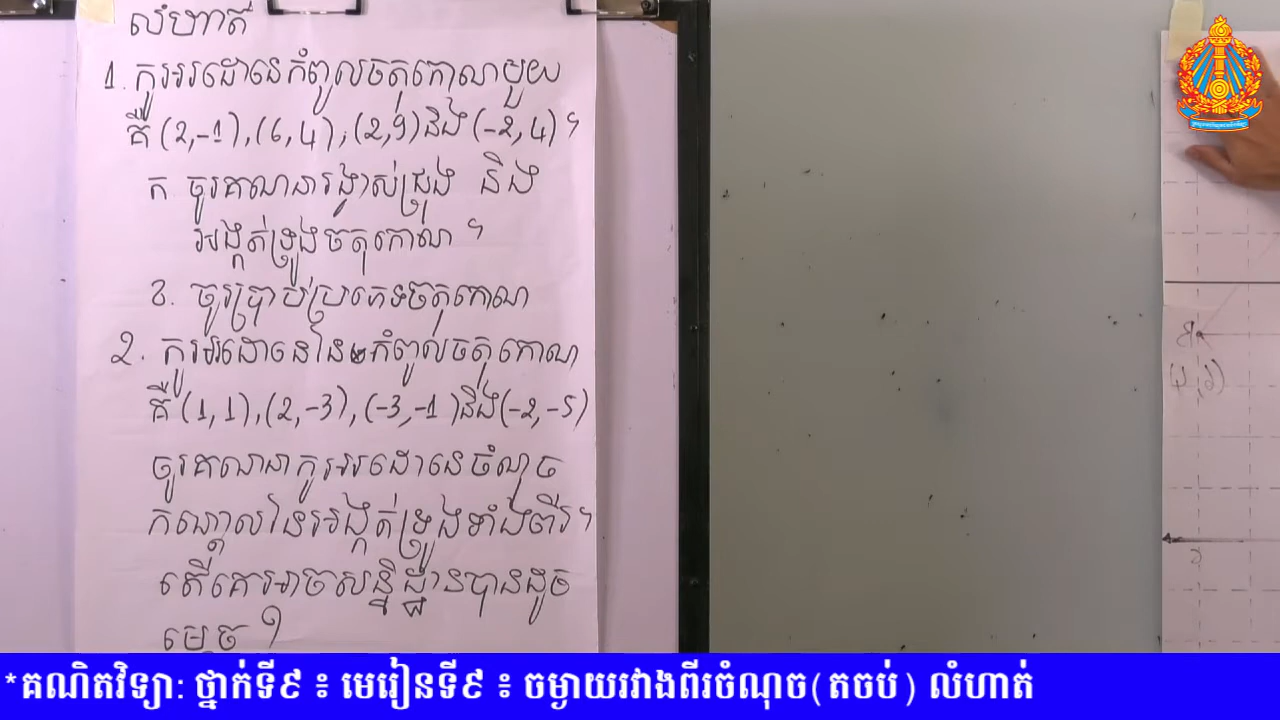 លំហាត់
1. កូអរដោនេកំពូលចតុកោណមួយ
គឺ (2,-1), (6,4), (2,9) និង (-2,4) ។
ក ចូរគណនារង្វាស់ជ្រុង និង
អង្កត់ទ្រូងចតុកោណ ។
ខ. ចូរប្រាប់ប្រភេទចតុកោណ
2. កូអរដោនេនៃកំពូលចតុកោណ
គឺ (1,1), (2,-3), (-3,-1) និង (-2,-5)
ចូរគណនាកូអរដោនេចំណុច
កណ្តាលនៃអង្កត់ទ្រូងទាំងពីរ។
តើគេអាចសន្និដ្ឋានបានដូច
មេច ?
*គណិតវិទ្យា: ថ្នាក់ទី៩ ៖ មេរៀនទី៩ ៖ ចម្ងាយរវាងពីរចំណុច(តចប់) លំហាត់